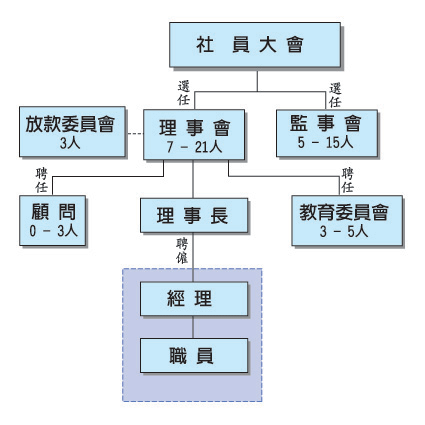 社 員 大 會
選任
選任
放款委員會
3人
理 事 會
7 - 21人
監 事 會
5 - 15人
聘任
聘任
顧 問
0 - 3人
理 事 長
教育委員會
3 - 5人
聘僱
經 理
職 員